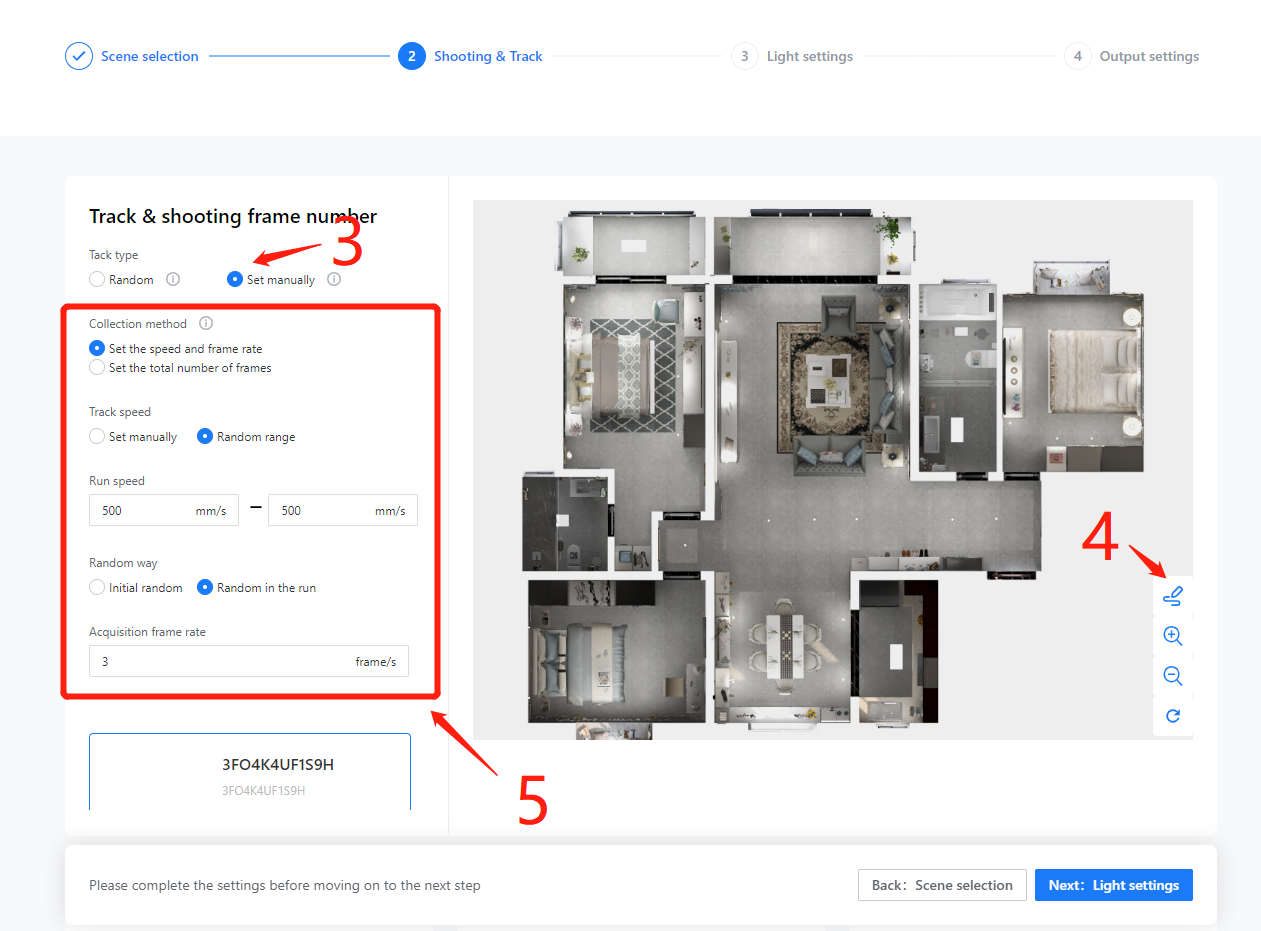 Scene selection
2 Shooting & Track
3 Light settings
4 Output settings
Track & shooting frame number
3
Tack type
Random Set manually
Collection method
Set the speed and frame rate
Set the total number of frames
Track speed
Set manually Random range
Run speed
500 mm/s – 500 mm/s
4
Random way
Initial random Random in the run
Acquisition frame rate
3 frame/s
5
3FO4K4UF1S9H
3FO4K4UF1S9H
Please complete the settings before moving on to the next step
Back： Scene selection
Next： Light settings